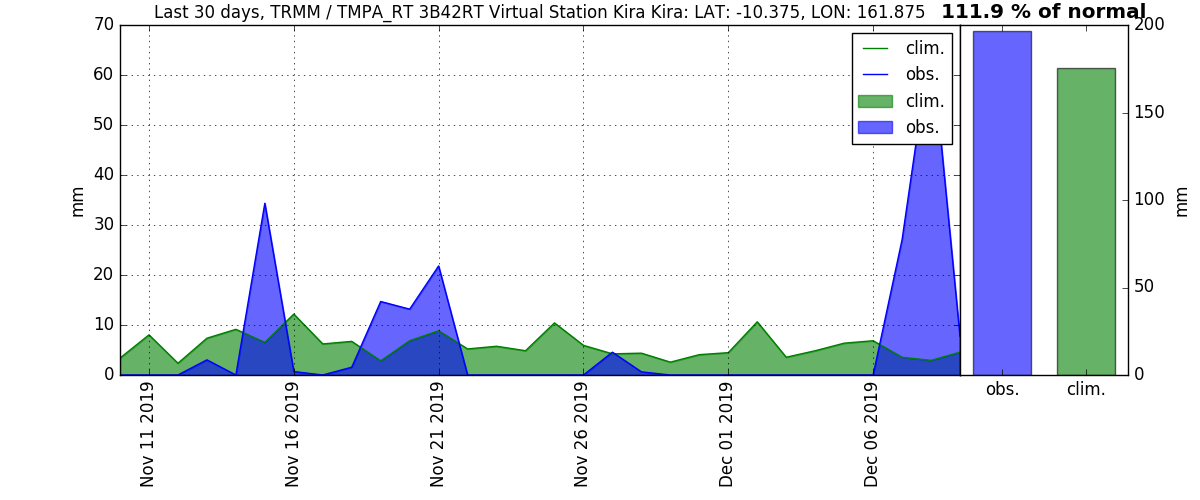 Last 30 days, TRMM / TMPA_RT 3B42RT Virtual Station Kira Kira: LAT: -10.375, LON: 161.875 111.9 % of normal
70
60
50
40
30
20
10
0
mm
clim.
obs.
clim.
obs.
200
150
100
50
0
mm
obs.
clim.
Nov 11 2019
Nov 16 2019
Nov 21 2019
Nov 26 2019
Dec 01 2019
Dec 06 2019